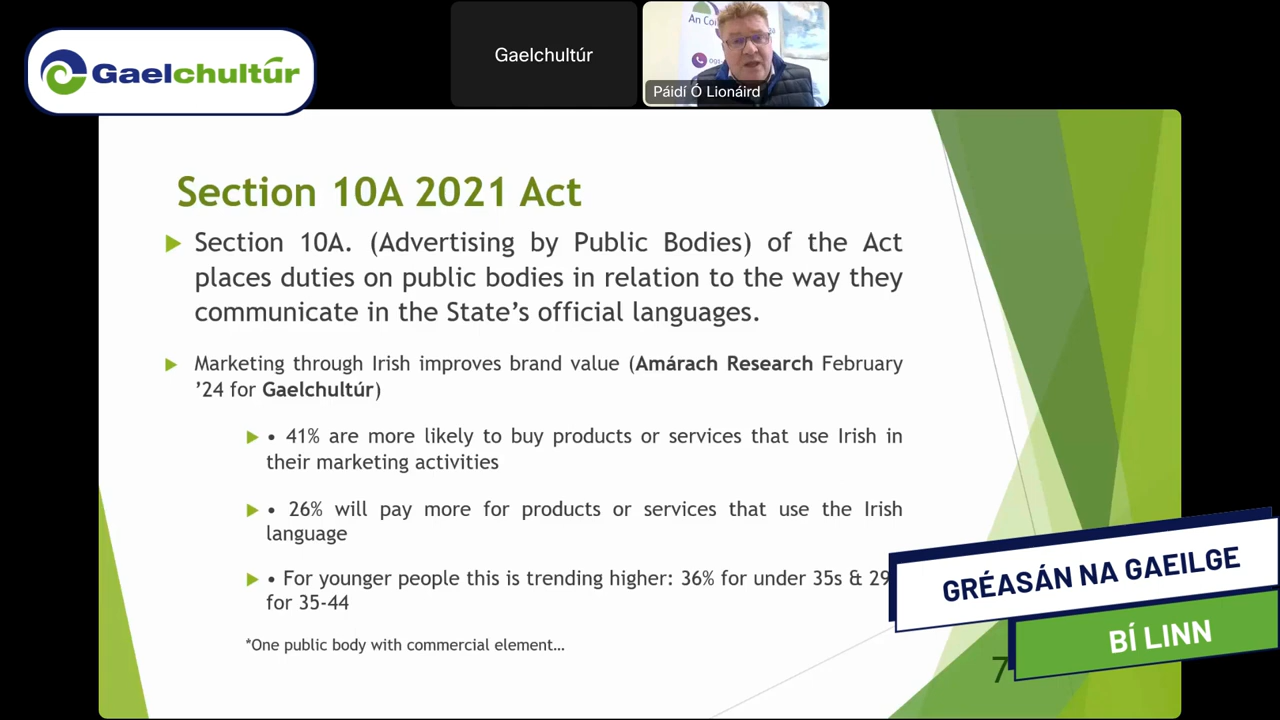 Gaelchultúr
Gaelchultúr
An Coi
Páidí Ó Lionáird
Section 10A 2021 Act
Section 10A. (Advertising by Public Bodies) of the Act
places duties on public bodies in relation to the way they
communicate in the State’s official languages.
Marketing through Irish improves brand value (Amárach Research February
’24 for Gaelchultúr)
• 41% are more likely to buy products or services that use Irish in
their marketing activities
• 26% will pay more for products or services that use the Irish
language
• For younger people this is trending higher: 36% for under 35s & 29
for 35-44
*One public body with commercial element…
7
GRÉASÁN NA GAEILGE
BÍ LINN